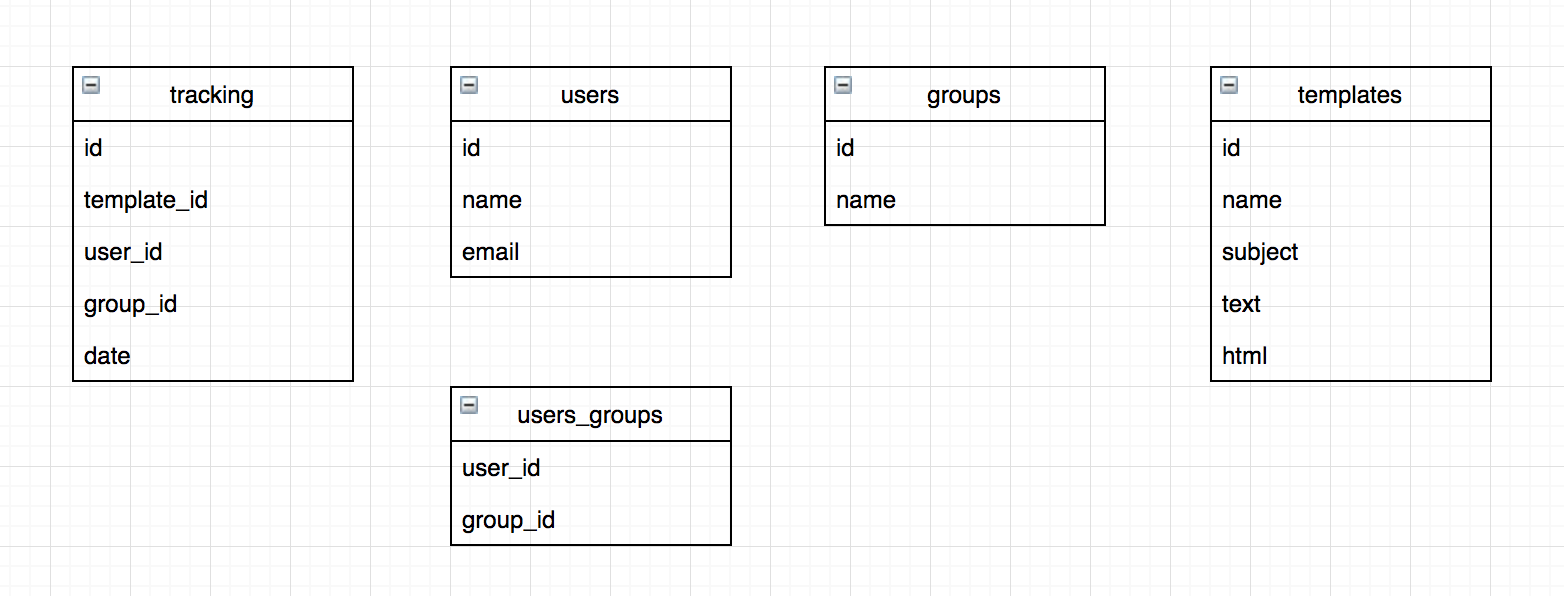 tracking
id
template_id
user_id
group_id
date
users
id
name
email
groups
id
name
templates
id
name
subject
text
html
users_groups
user_id
group_id